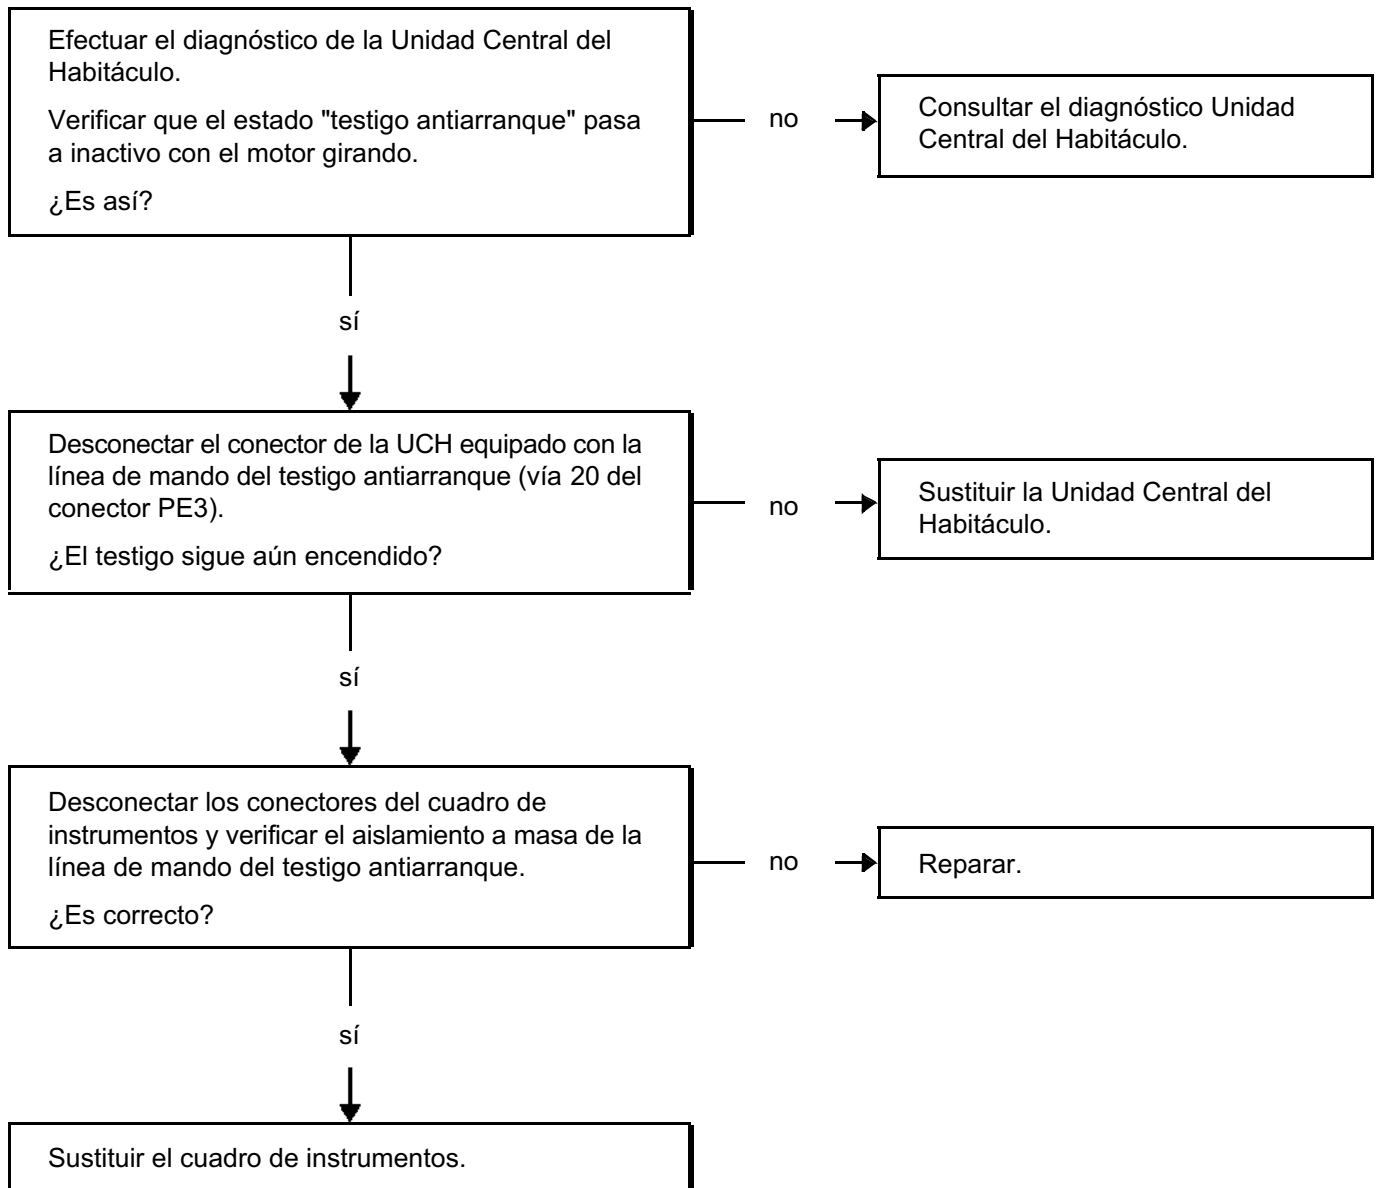 Efectuar el diagnóstico de la Unidad Central del
Habitáculo.
Verificar que el estado "testigo antiarranque" pasa
a inactivo con el motor girando.
¿Es así?
no
Consultar el diagnóstico Unidad
Central del Habitáculo.
sí
Desconectar el conector de la UCH equipado con la
línea de mando del testigo antiarranque (vía 20 del
conector PE3).
¿El testigo sigue aún encendido?
no
Sustituir la Unidad Central del
Habitáculo.
sí
Desconectar los conectores del cuadro de
instrumentos y verificar el aislamiento a masa de la
línea de mando del testigo antiarranque.
¿Es correcto?
no
Reparar.
sí
Sustituir el cuadro de instrumentos.